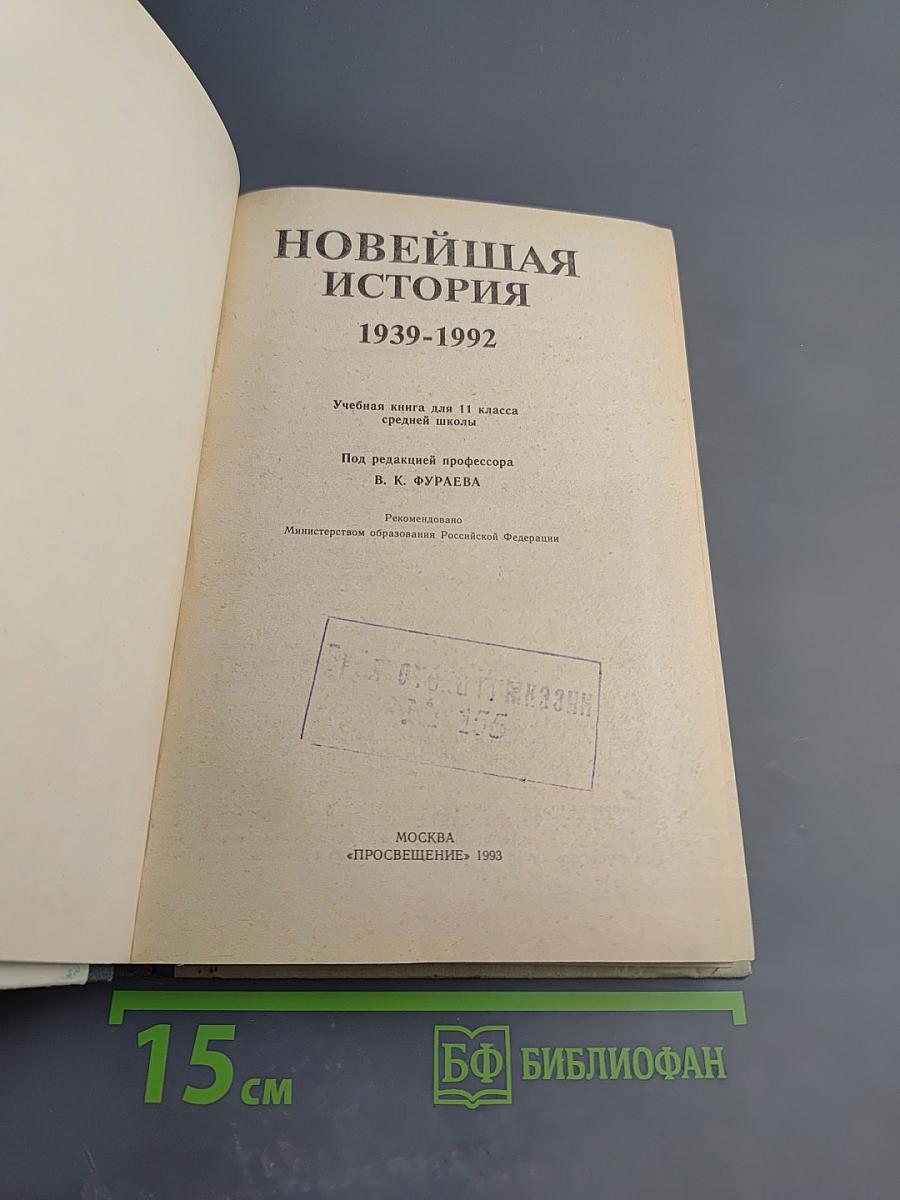 НОВЕЙШАЯ
ИСТОРИЯ
1939-1992
Учебная книга для 11 класса
средней школы
Под редакцией профессора
В. К. ФУРАЕВА
Рекомендовано
Министерством образования Российской Федерации
МОСКВА
«ПРОСВЕЩЕНИЕ» 1993
15 см
БФ БИБЛИОФАН